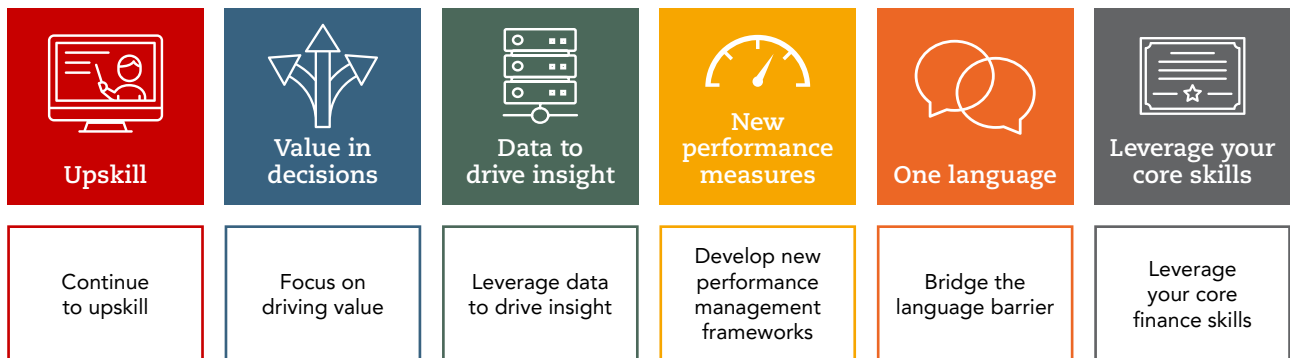 Upskill
Value in
decisions
Data to
drive insight
New
performance
measures
One language
Leverage your
core skills
Continue
to upskill
Focus on
driving value
Leverage data
to drive insight
Develop new
performance
management
frameworks
Bridge the
language barrier
Leverage
your core
finance skills